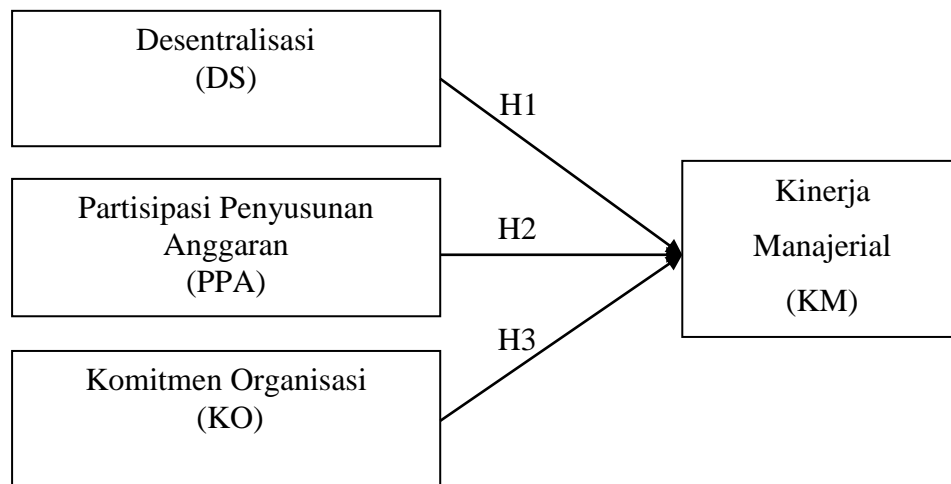 Desentralisasi
(DS)
H1
Partisipasi Penyusunan
Anggaran
(PPA)
H2
Komitmen Organisasi
(KO)
H3
Kinerja
Manajerial
(KM)